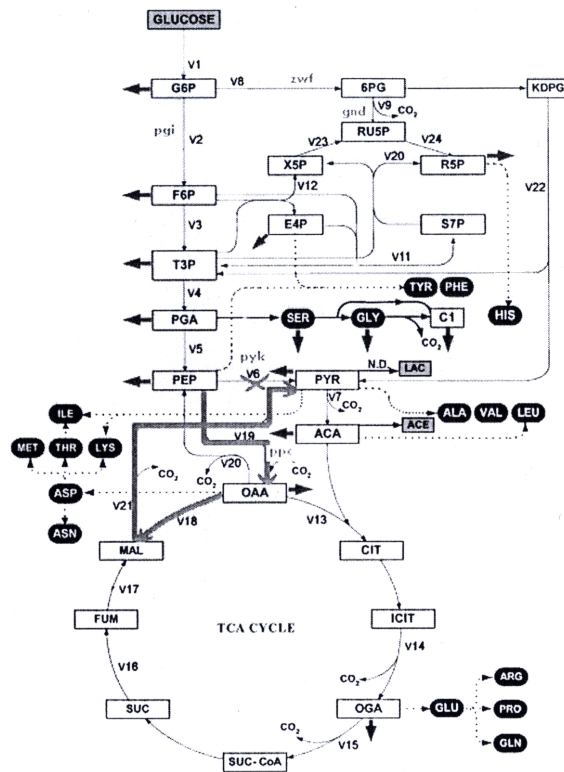 GLUCOSE
V1
G6P V8 zwf 6PG KDPG
V9 CO2
pgi gnd
V2 RU5P
V23 V24
X5P V20 R5P
V12 V22
F6P
V3 E4P S7P
V11
T3P
TYR PHE
V4
PGA SER GLY C1 HIS
CO2
V5
pyk N.D. LAC
PEP V6 PYR
V7 CO2
ILE ALA VAL LEU
V19 ACA ACE
MET THR LYS
V20 ppc CO2
CO2 CO2
ASP OAA
V21 V18 V13
ASN
MAL CIT
V17
FUM TCA CYCLE ICIT
V14
V16 CO2
ARG
SUC OGA GLU PRO
CO2
V15 GLN
SUC-CoA